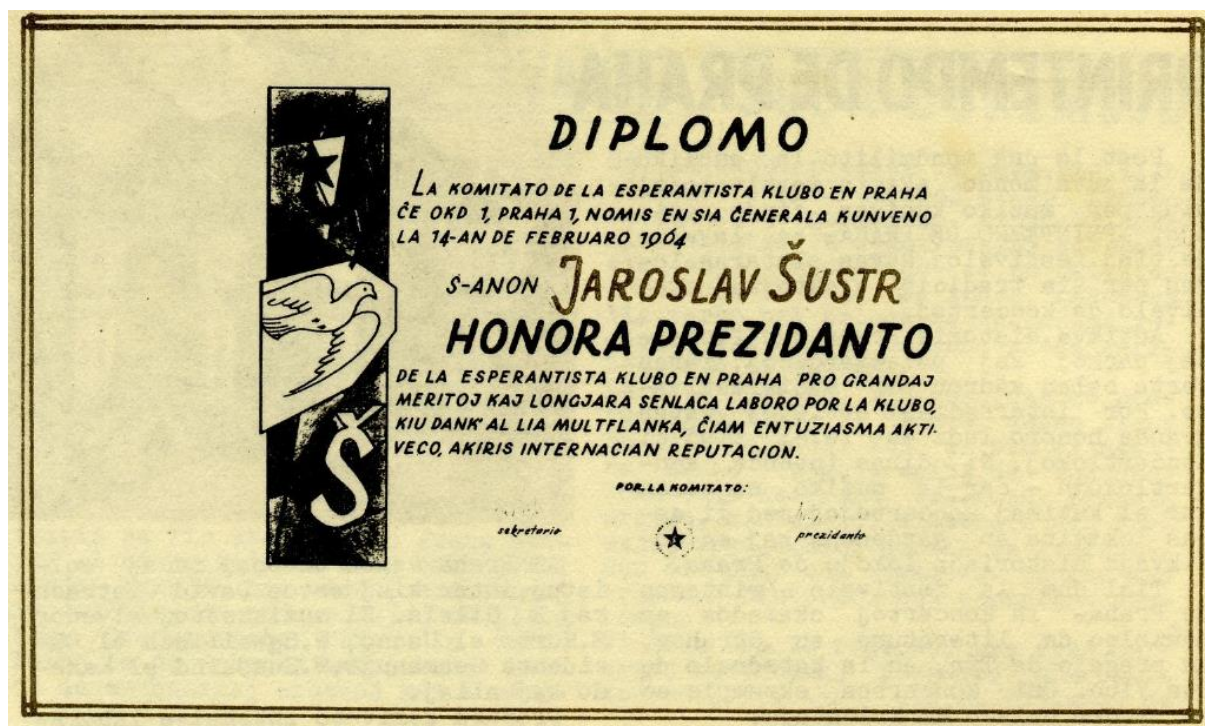 DIPLOMO
LA KOMITATO DE LA ESPERANTISTA KLUBO EN PRAHA
ĈE OKD 1, PRAHA 1, NOMIS EN SIA ĜENERALA KUNVENO
LA 14-AN DE FEBRUARO 1964
S-ANON JAROSLAV ŠUSTR
HONORA PREZIDANTO
DE LA ESPERANTISTA KLUBO EN PRAHA PRO GRANDAJ
MERITOJ KAJ LONGJARA SENLACA LABORO POR LA KLUBO,
KIU DANK' AL LIA MULTFLANKA, ĈIAM ENTUZIASMA AKTI-
VECO, AKIRIS INTERNACIAN REPUTACION.
POR LA KOMITATO:
sekretario prezidanto
Š